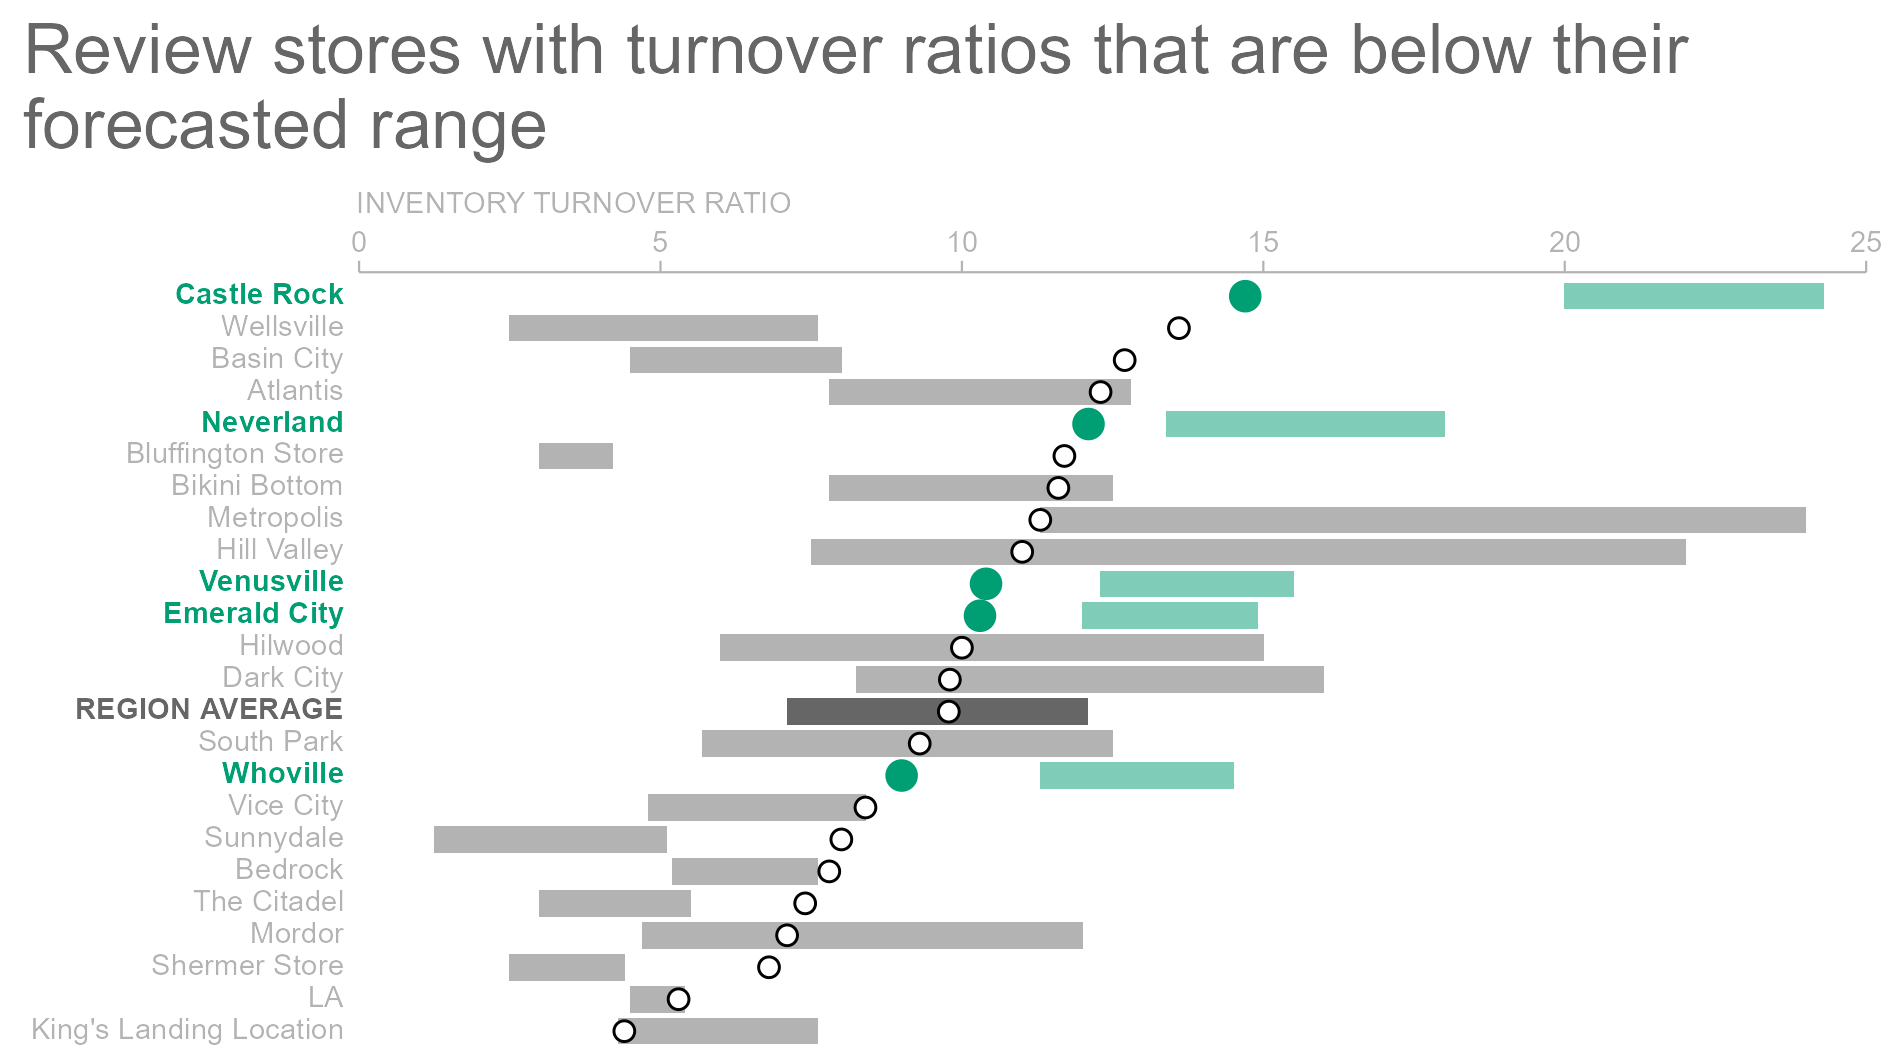 Review stores with turnover ratios that are below their
forecasted range
INVENTORY TURNOVER RATIO
0 5 10 15 20 25
Castle Rock
Wellsville
Basin City
Atlantis
Neverland
Bluffington Store
Bikini Bottom
Metropolis
Hill Valley
Venusville
Emerald City
Hilwood
Dark City
REGION AVERAGE
South Park
Whoville
Vice City
Sunnydale
Bedrock
The Citadel
Mordor
Shermer Store
LA
King's Landing Location